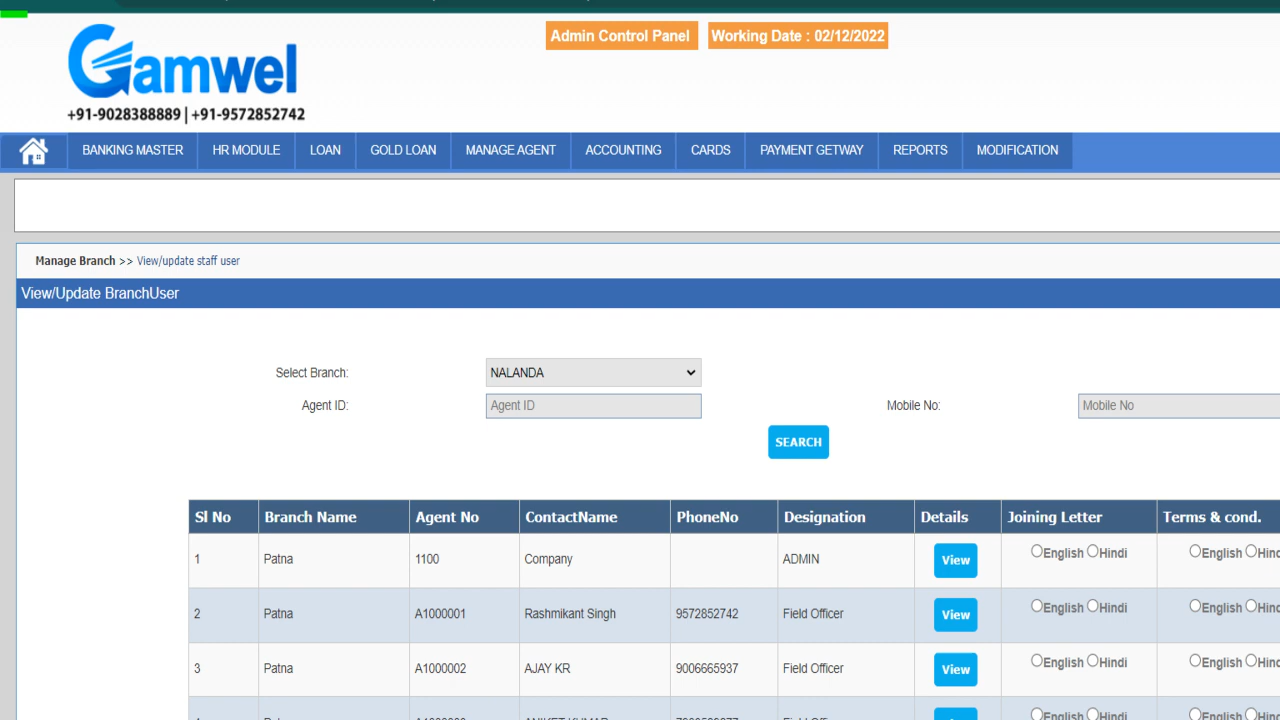 Admin Control Panel Working Date : 02/12/2022
Gamwel
+91-9028388889 | +91-9572852742
BANKING MASTER HR MODULE LOAN GOLD LOAN MANAGE AGENT ACCOUNTING CARDS PAYMENT GETWAY REPORTS MODIFICATION
Manage Branch >> View/update staff user
View/Update BranchUser
Select Branch: NALANDA
Agent ID: Agent ID Mobile No: Mobile No
SEARCH
Sl No Branch Name Agent No ContactName PhoneNo Designation Details Joining Letter Terms & cond.
1 Patna 1100 Company ADMIN View English Hindi English
2 Patna A1000001 Rashmikant Singh 9572852742 Field Officer View English Hindi English
3 Patna A1000002 AJAY KR 9006665937 Field Officer View English Hindi English
English Hindi English